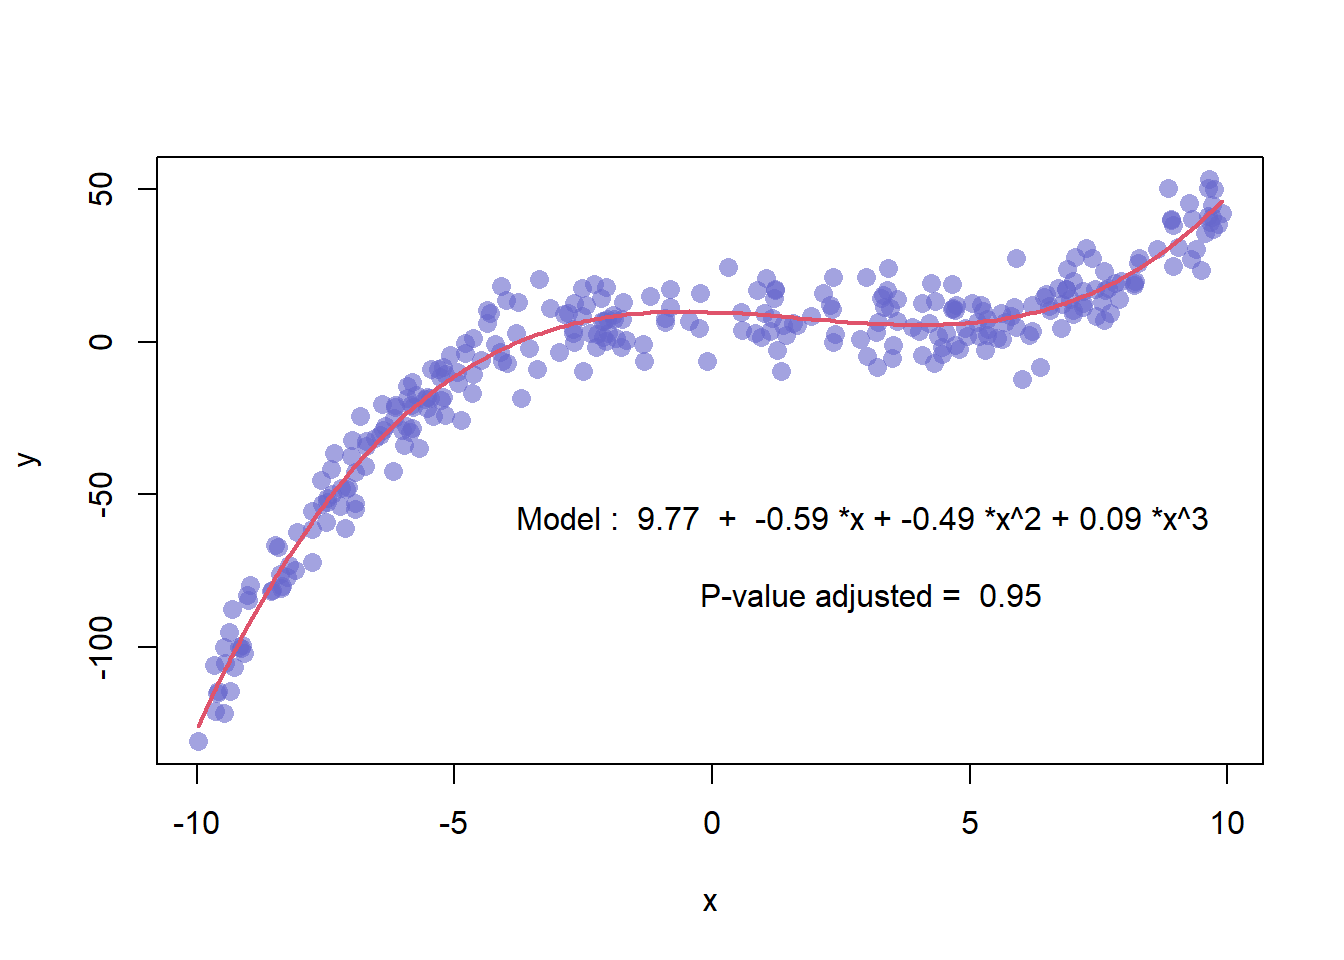 50
0
-50
-100
y
Model :  9.77  +  -0.59 *x + -0.49 *x^2 + 0.09 *x^3
P-value adjusted =  0.95
-10 -5 0 5 10
x